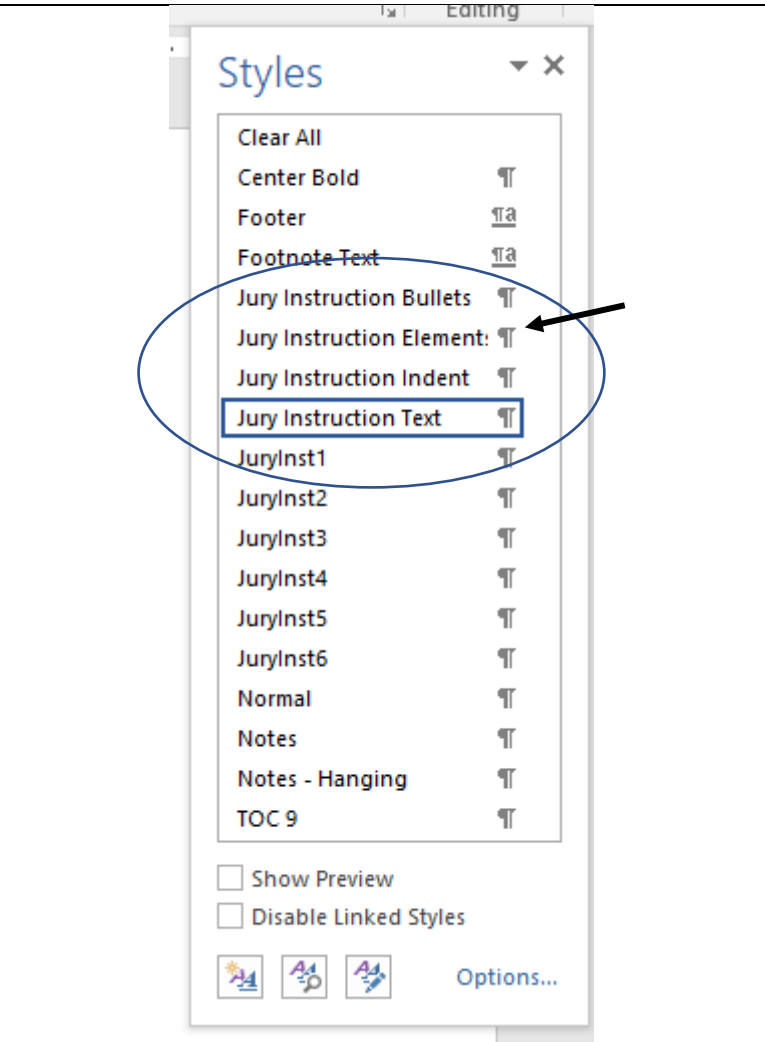 Editing
Styles
Clear All
Center Bold ¶
Footer ¶a
Footnote Text ¶a
Jury Instruction Bullets ¶
Jury Instruction Element: ¶
Jury Instruction Indent ¶
Jury Instruction Text ¶
JuryInst1 ¶
JuryInst2 ¶
JuryInst3 ¶
JuryInst4 ¶
JuryInst5 ¶
JuryInst6 ¶
Normal ¶
Notes ¶
Notes - Hanging ¶
TOC 9 ¶
Show Preview
Disable Linked Styles
Options...